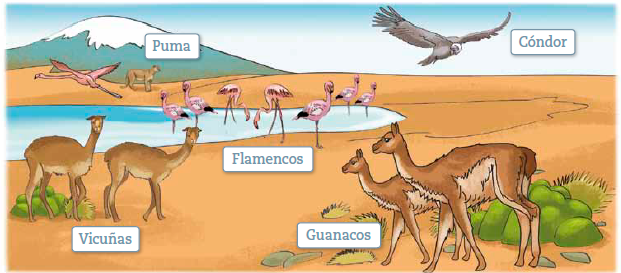 Puma
Cóndor
Flamencos
Vicuñas
Guanacos